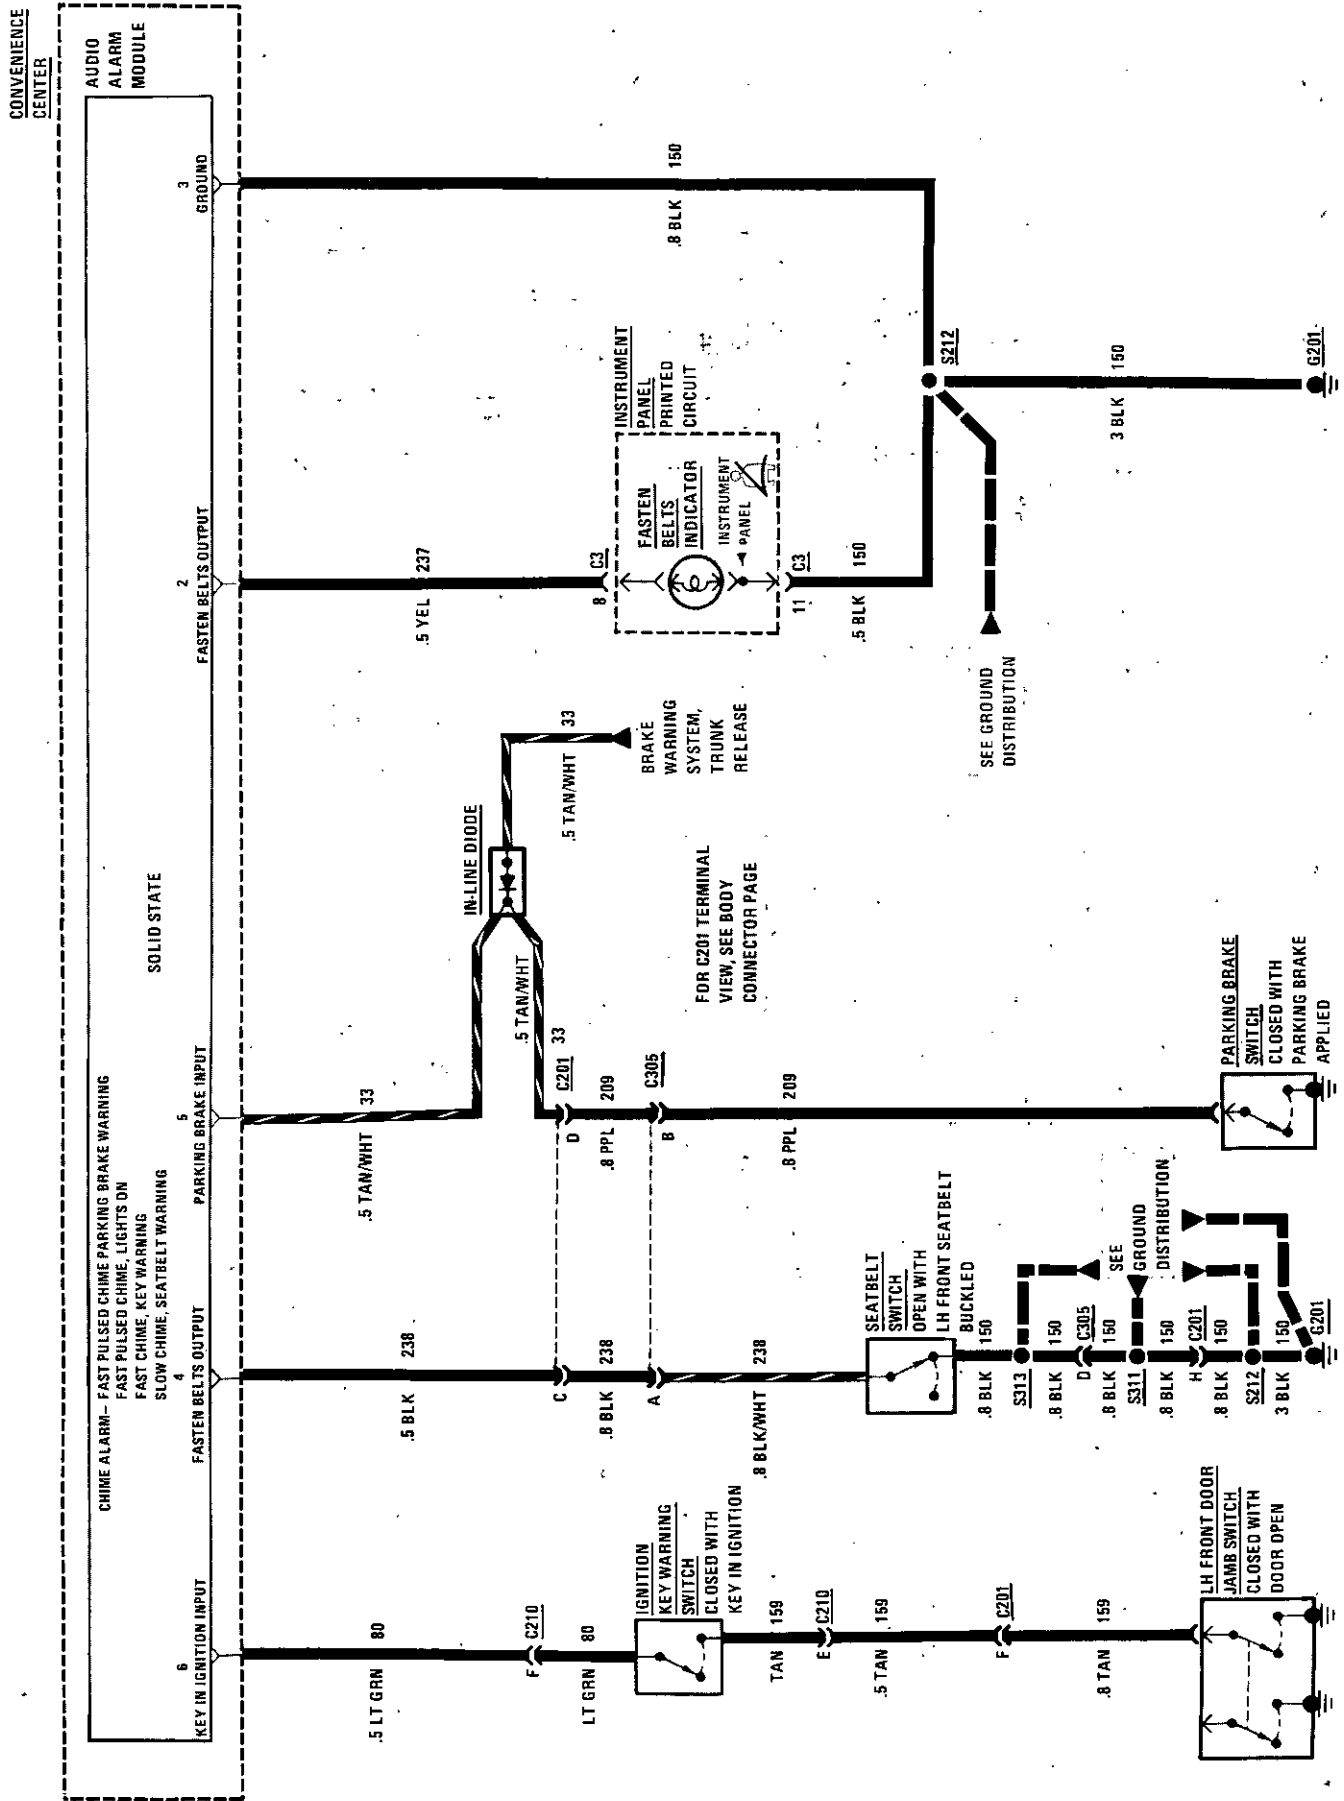 CONVENIENCE
CENTER
AUDIO
ALARM
MODULE
SOLID STATE
CHIME ALARM– FAST PULSED CHIME PARKING BRAKE WARNING
FAST PULSED CHIME, LIGHTS ON
FAST CHIME, KEY WARNING
SLOW CHIME, SEATBELT WARNING
6
KEY IN IGNITION INPUT
4
FASTEN BELTS OUTPUT
5
PARKING BRAKE INPUT
2
FASTEN BELTS OUTPUT
3
GROUND
.5 LT GRN 80
F C210
LT GRN 80
IGNITION
KEY WARNING
SWITCH
CLOSED WITH
KEY IN IGNITION
TAN 159
E C210
.5 TAN 159
F C201
.8 TAN 159
LH FRONT DOOR
JAMB SWITCH
CLOSED WITH
DOOR OPEN
.5 BLK 238
C
.8 BLK 238
A
.8 BLK/WHT 238
SEATBELT
SWITCH
OPEN WITH
LH FRONT SEATBELT
BUCKLED
.8 BLK 150
S313
.8 BLK 150
D C305
.8 BLK 150
S311
.8 BLK 150
H C201
.8 BLK 150
S212
3 BLK 150
G201
SEE
GROUND
DISTRIBUTION
.5 TAN/WHT 33
IN-LINE DIODE
.5 TAN/WHT 33
D C201
.8 PPL 209
B C305
.8 PPL 209
PARKING BRAKE
SWITCH
CLOSED WITH
PARKING BRAKE
APPLIED
.5 TAN/WHT 33
BRAKE
WARNING
SYSTEM,
TRUNK
RELEASE
FOR C201 TERMINAL
VIEW, SEE BODY
CONNECTOR PAGE
.5 YEL 237
8 C3
INSTRUMENT
PANEL
PRINTED
CIRCUIT
FASTEN
BELTS
INDICATOR
INSTRUMENT
PANEL
11 C3
.5 BLK 150
.8 BLK 150
S212
SEE GROUND
DISTRIBUTION
3 BLK 150
G201